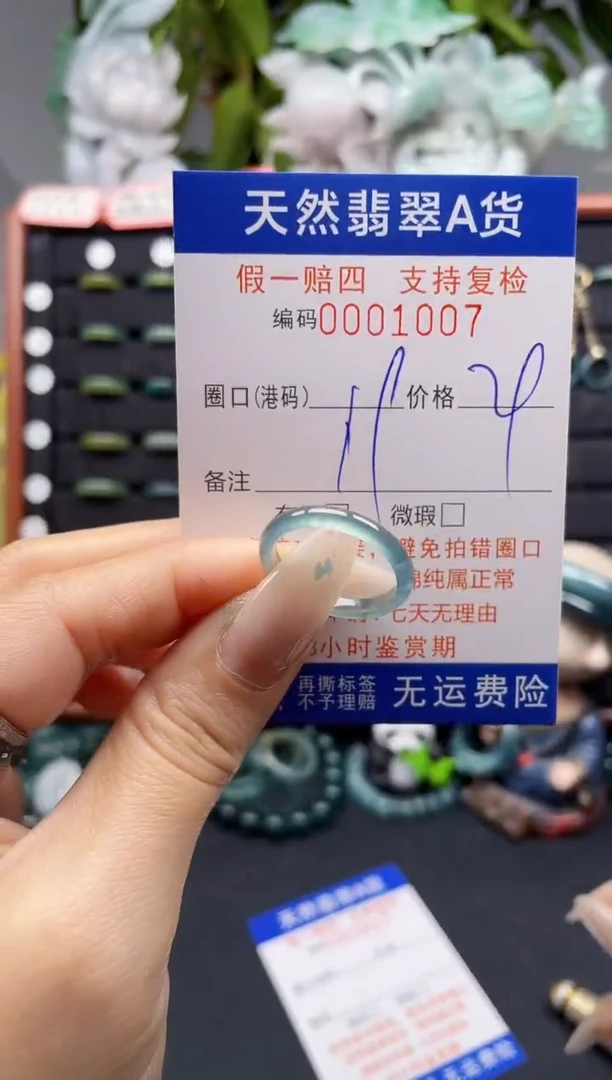 天然翡翠A货
假一赔四 支持复检
编码0001007
圈口(港码) 11 价格 4
备注
微瑕□
避免拍错圈口
棉纯属正常
七天无理由
小时鉴赏期
再撕标签 无运费险
不予理赔